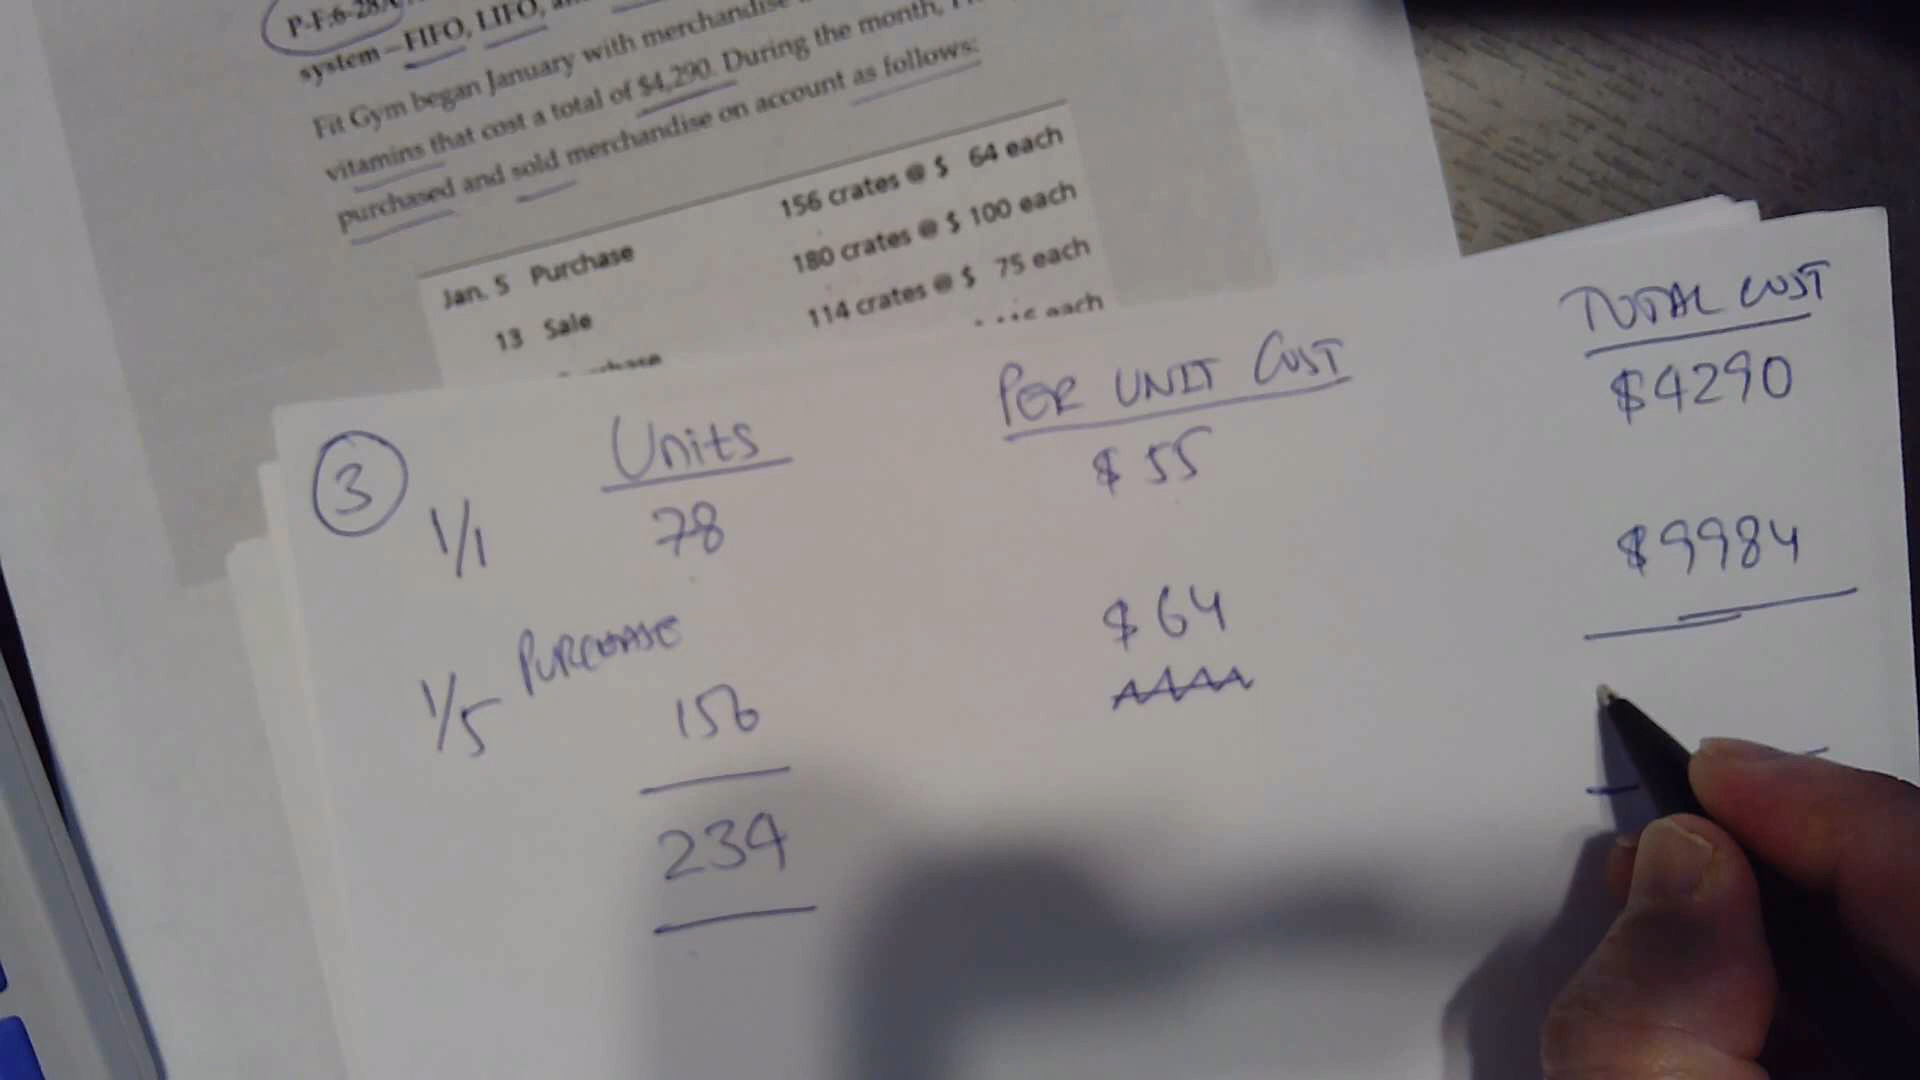 P-F:6-28A
system—FIFO, LIFO,
Fit Gym began January with merchandise
vitamins that cost a total of $4,290. During the month,
purchased and sold merchandise on account as follows:
Jan. 5 Purchase 156 crates @ $ 64 each
13 Sale 180 crates @ $ 100 each
114 crates @ $ 75 each
each
3 Units PER UNIT COST TOTAL COST
1/1 78 $ 55 $4290
1/5 PURCHASE 156 $ 64 $9984
234